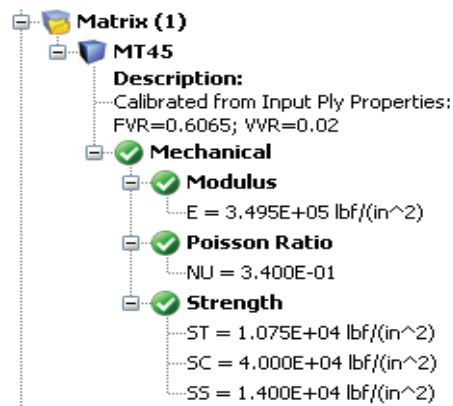 Matrix (1)
MT45
Description:
Calibrated from Input Ply Properties:
FVR=0.6065; VVR=0.02
Mechanical
Modulus
E = 3.495E+05 lbf/(in^2)
Poisson Ratio
NU = 3.400E-01
Strength
ST = 1.075E+04 lbf/(in^2)
SC = 4.000E+04 lbf/(in^2)
SS = 1.400E+04 lbf/(in^2)